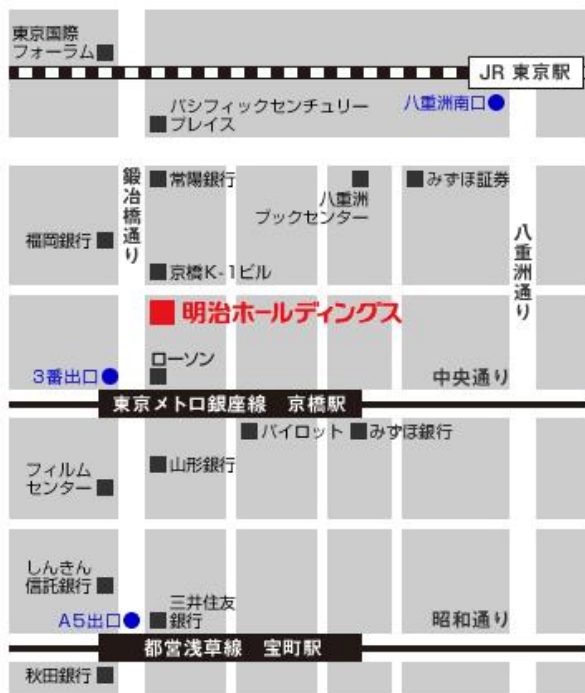 東京国際
フォーラム
JR 東京駅
パシフィックセンチュリー
プレイス
八重洲南口
鍛冶橋通り
常陽銀行
八重洲
ブックセンター
みずほ証券
福岡銀行
八重洲通り
京橋K-1ビル
明治ホールディングス
ローソン
3番出口
中央通り
東京メトロ銀座線 京橋駅
パイロット
みずほ銀行
山形銀行
フィルム
センター
しんきん
信託銀行
A5出口
三井住友
銀行
昭和通り
都営浅草線 宝町駅
秋田銀行